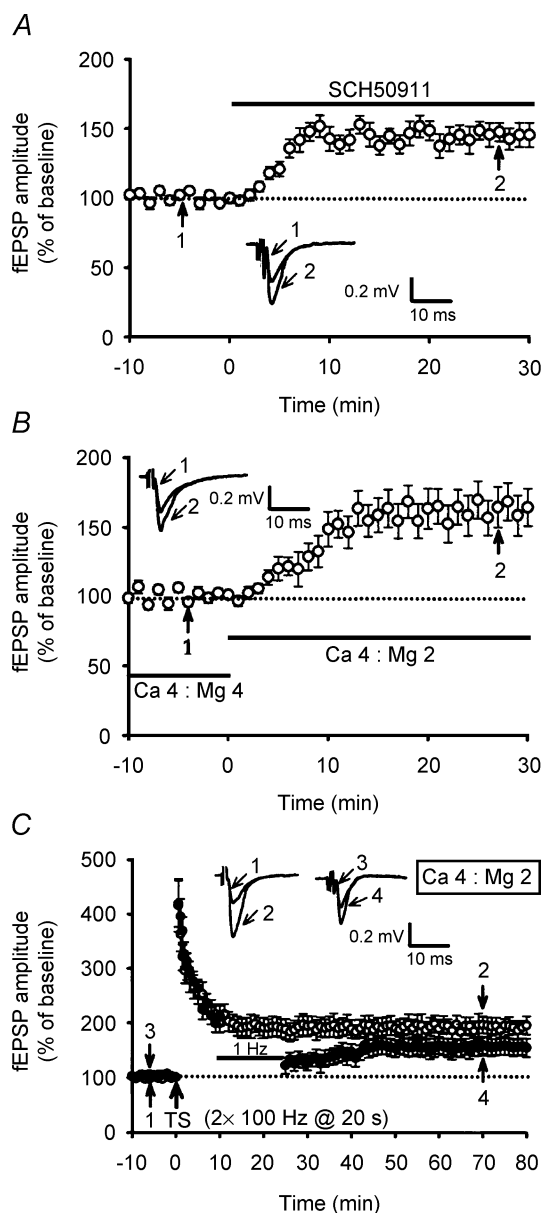 A
200
SCH50911
150
100
50
0
fEPSP amplitude
(% of baseline)
1
2
1
2
0.2 mV
10 ms
-10 0 10 20 30
Time (min)
B
200
150
100
50
0
fEPSP amplitude
(% of baseline)
1
2
0.2 mV
10 ms
1
2
Ca 4 : Mg 2
Ca 4 : Mg 4
-10 0 10 20 30
Time (min)
C
500
400
300
200
100
0
fEPSP amplitude
(% of baseline)
1
2
3
4
Ca 4 : Mg 2
0.2 mV
10 ms
2
3
1 Hz
1 TS (2× 100 Hz @ 20 s)
4
-10 0 10 20 30 40 50 60 70 80
Time (min)